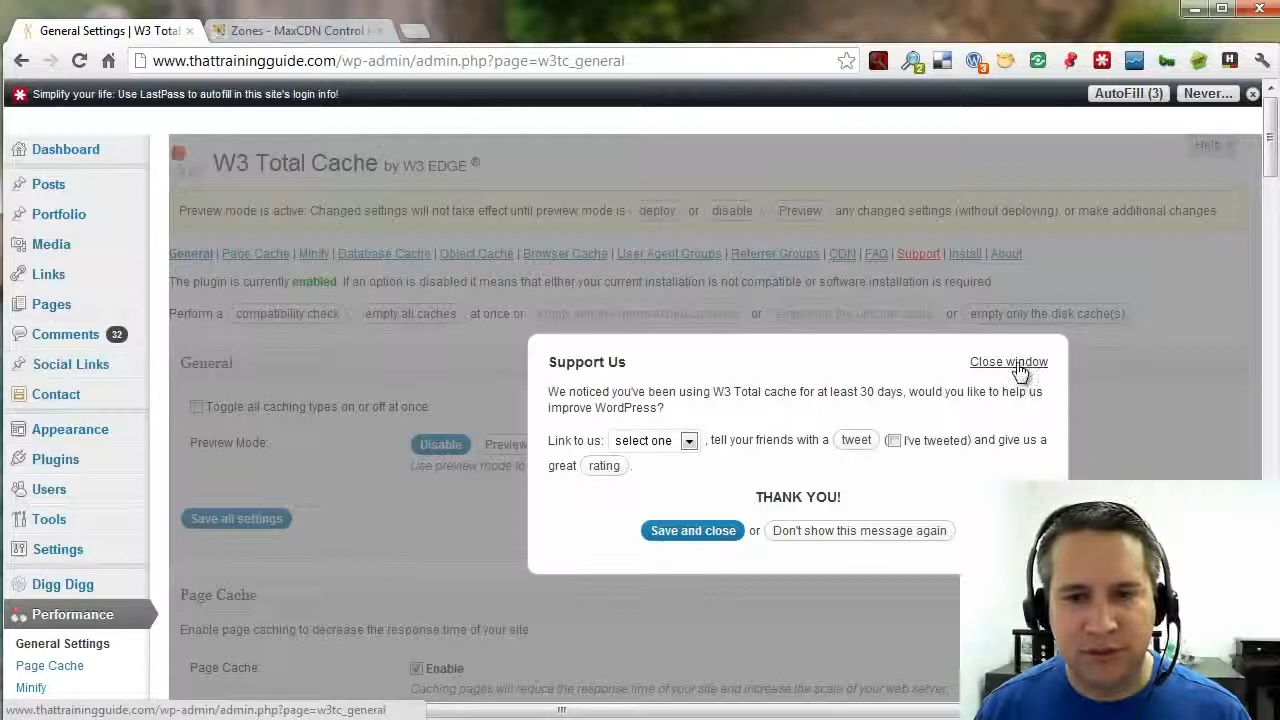 General Settings | W3 Total
Zones - MaxCDN Control
www.thattrainingguide.com/wp-admin/admin.php?page=w3tc_general
2
3
H
Simplify your life: Use LastPass to autofill in this site's login info!
AutoFill (3)
Never...
Dashboard
Posts
Portfolio
Media
Links
Pages
Comments 32
Social Links
Contact
Appearance
Plugins
Users
Tools
Settings
Digg Digg
Performance
General Settings
Page Cache
Minify
W3 Total Cache by W3 EDGE ®
Help
Preview mode is active: Changed settings will not take effect until preview mode is deploy or disable. Preview any changed settings (without deploying), or make additional changes
General | Page Cache | Minify | Database Cache | Object Cache | Browser Cache | User Agent Groups | Referrer Groups | CDN | FAQ | Support | Install | About
The plugin is currently enabled. If an option is disabled it means that either your current installation is not compatible or software installation is required
Perform a compatibility check, empty all caches at once or or or empty only the disk cache(s)
General
Toggle all caching types on or off at once:
Preview Mode: Disable Preview
Use preview mode to
Save all settings
Support Us
Close window
We noticed you've been using W3 Total cache for at least 30 days, would you like to help us
improve WordPress?
Link to us: select one , tell your friends with a tweet ( I've tweeted) and give us a
great rating .
THANK YOU!
Save and close or Don't show this message again
Page Cache
Enable page caching to decrease the response time of your site
Page Cache: Enable
Caching pages will reduce the response time of your site and increase the scale of your web server.
www.thattrainingguide.com/wp-admin/admin.php?page=w3tc_general